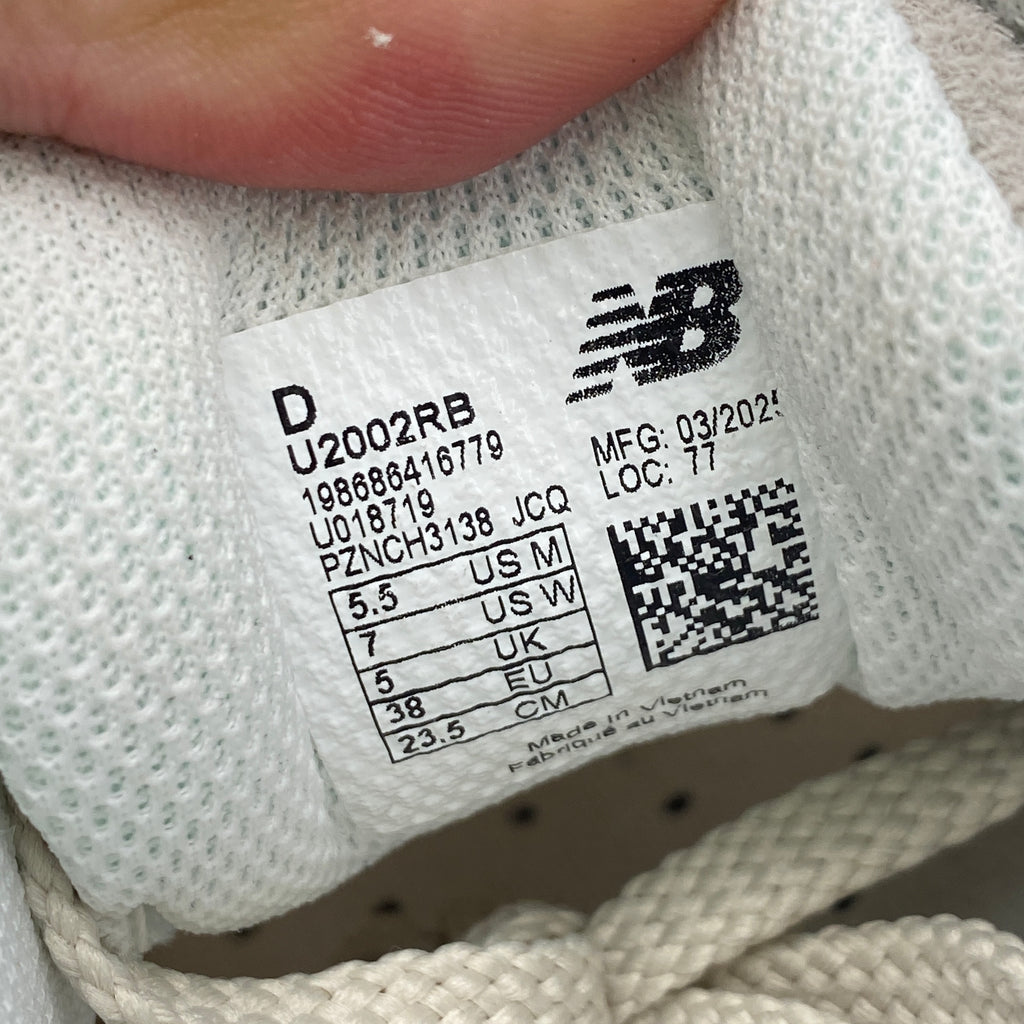 NB
D
U2002RB
198686416779
U018719
PZNCH3138 JCQ
MFG: 03/2025
LOC: 77
5.5 US M
7 US W
5 UK
38 EU
23.5 CM
Made in Vietnam
Fabriqué au Vietnam